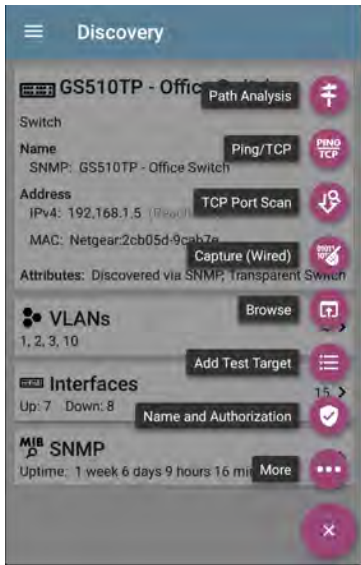 Discovery
GS510TP - Office
Path Analysis
Switch
Name
Ping/TCP
PING
TCP
SNMP: GS510TP - Office Switch
Address
TCP Port Scan
IPv4: 192.168.1.5
MAC: Netgear:2cb05d-9cab7e
Capture (Wired)
Attributes: Discovered via SNMP, Transparent Switch
VLANs
Browse
1, 2, 3, 10
Add Test Target
Interfaces
15
Up: 7 Down: 8
Name and Authorization
MIB
SNMP
Uptime: 1 week 6 days 9 hours 16 mi
More